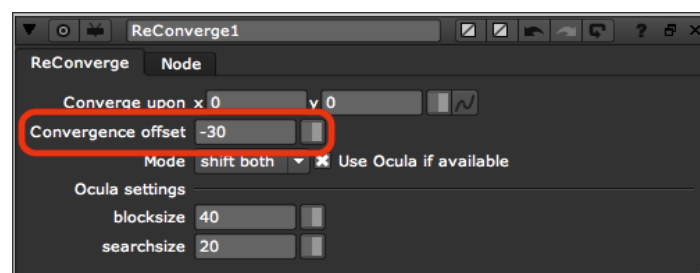 ReConverge1 ?
ReConverge Node
Converge upon x 0 y 0
Convergence offset -30
Mode shift both Use Ocula if available
Ocula settings
blocksize 40
searchsize 20